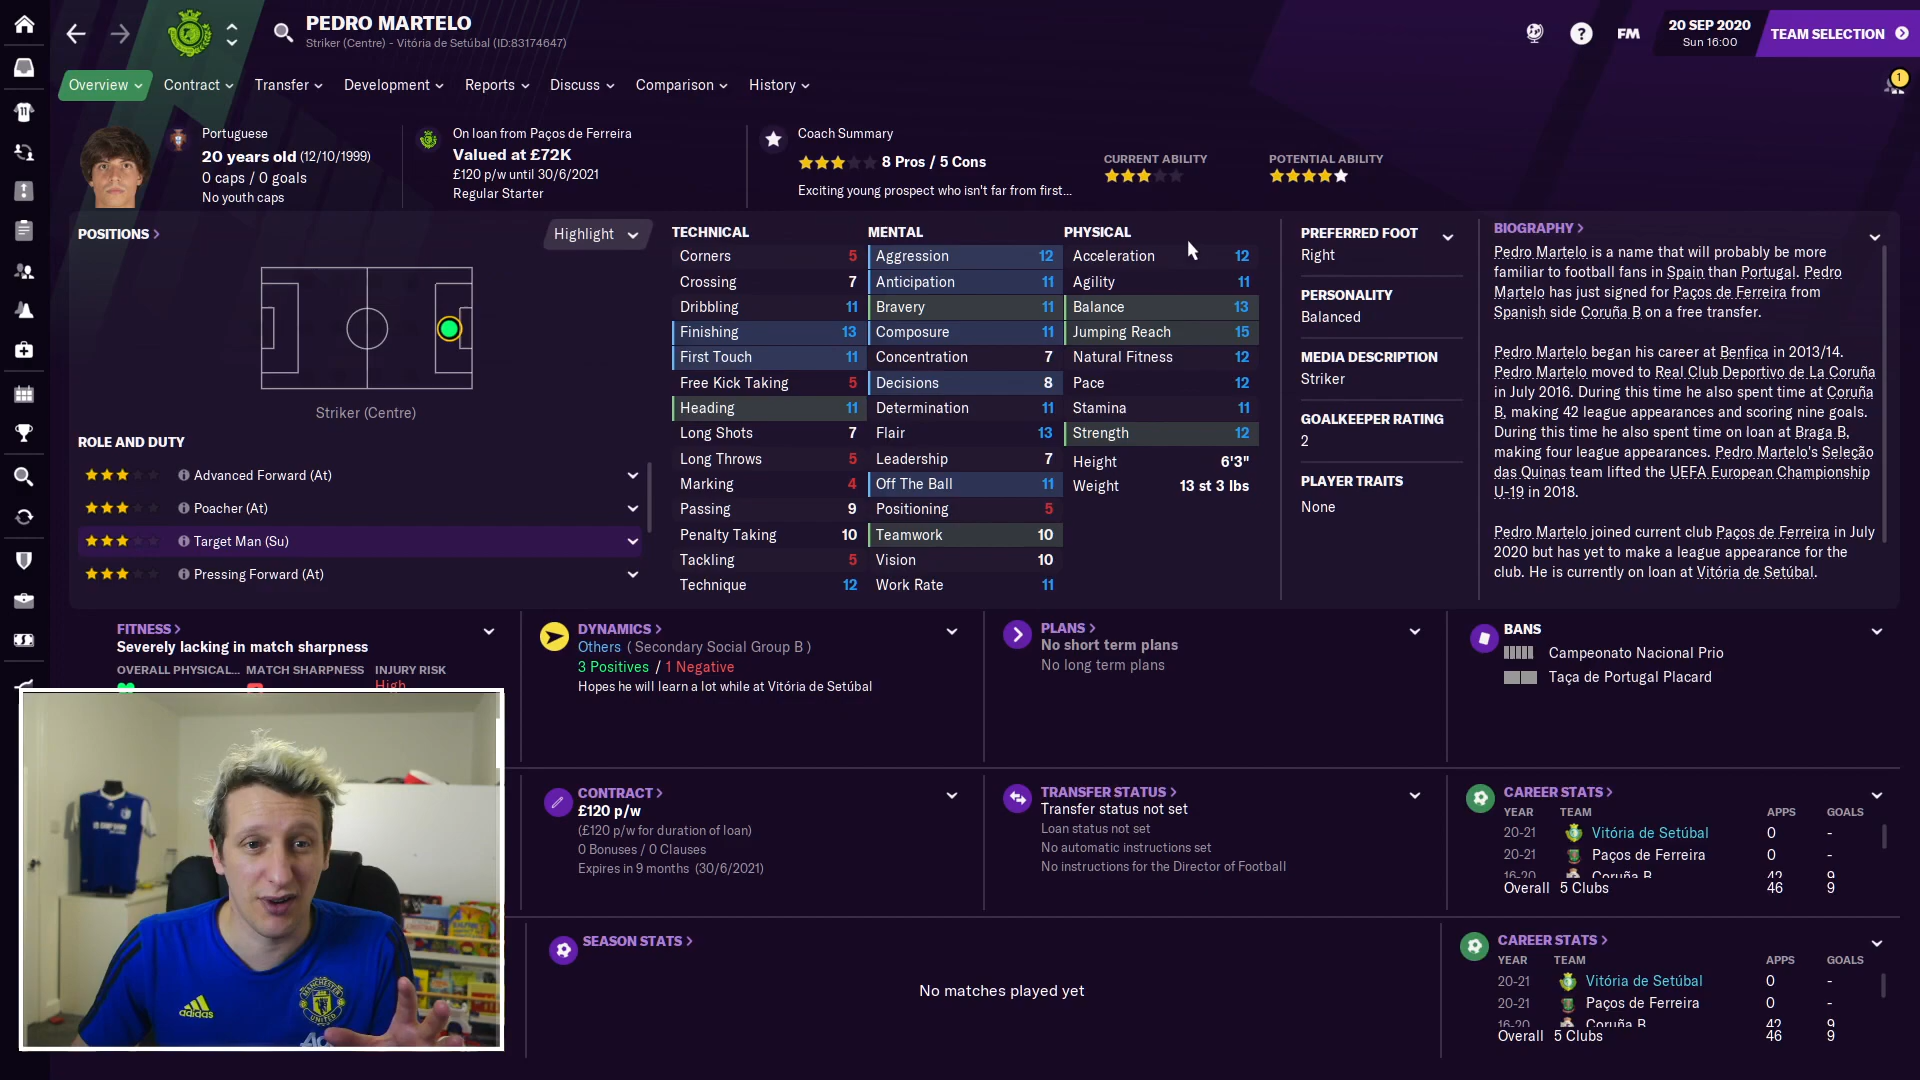 PEDRO MARTELO
Striker (Centre) - Vitória de Setúbal (ID:83174647)
FM
20 SEP 2020
Sun 16:00
TEAM SELECTION
1
Overview
Contract
Transfer
Development
Reports
Discuss
Comparison
History
Portuguese
20 years old (12/10/1999)
0 caps / 0 goals
No youth caps
On loan from Paços de Ferreira
Valued at £72K
£120 p/w until 30/6/2021
Regular Starter
Coach Summary
8 Pros / 5 Cons
Exciting young prospect who isn't far from first...
CURRENT ABILITY
POTENTIAL ABILITY
POSITIONS
Highlight
Striker (Centre)
ROLE AND DUTY
Advanced Forward (At)
Poacher (At)
Target Man (Su)
Pressing Forward (At)
TECHNICAL
Corners 5
Crossing 7
Dribbling 11
Finishing 13
First Touch 11
Free Kick Taking 5
Heading 11
Long Shots 7
Long Throws 5
Marking 4
Passing 9
Penalty Taking 10
Tackling 5
Technique 12
MENTAL
Aggression 12
Anticipation 11
Bravery 11
Composure 11
Concentration 7
Decisions 8
Determination 11
Flair 13
Leadership 7
Off The Ball 11
Positioning 5
Teamwork 10
Vision 10
Work Rate 11
PHYSICAL
Acceleration 12
Agility 11
Balance 13
Jumping Reach 15
Natural Fitness 12
Pace 12
Stamina 11
Strength 12
Height 6'3"
Weight 13 st 3 lbs
PREFERRED FOOT
Right
PERSONALITY
Balanced
MEDIA DESCRIPTION
Striker
GOALKEEPER RATING
2
PLAYER TRAITS
None
BIOGRAPHY
Pedro Martelo is a name that will probably be more
familiar to football fans in Spain than Portugal. Pedro
Martelo has just signed for Paços de Ferreira from
Spanish side Coruña B on a free transfer.
Pedro Martelo began his career at Benfica in 2013/14.
Pedro Martelo moved to Real Club Deportivo de La Coruña
in July 2016. During this time he also spent time at Coruña
B, making 42 league appearances and scoring nine goals.
During this time he also spent time on loan at Braga B,
making four league appearances. Pedro Martelo's Seleção
das Quinas team lifted the UEFA European Championship
U-19 in 2018.
Pedro Martelo joined current club Paços de Ferreira in July
2020 but has yet to make a league appearance for the
club. He is currently on loan at Vitória de Setúbal.
FITNESS
Severely lacking in match sharpness
OVERALL PHYSICAL...
MATCH SHARPNESS
INJURY RISK
High
DYNAMICS
Others ( Secondary Social Group B )
3 Positives / 1 Negative
Hopes he will learn a lot while at Vitória de Setúbal
PLANS
No short term plans
No long term plans
BANS
Campeonato Nacional Prio
Taça de Portugal Placard
CONTRACT
£120 p/w
(£120 p/w for duration of loan)
0 Bonuses / 0 Clauses
Expires in 9 months (30/6/2021)
TRANSFER STATUS
Transfer status not set
Loan status not set
No automatic instructions set
No instructions for the Director of Football
CAREER STATS
YEAR TEAM APPS GOALS
20-21 Vitória de Setúbal 0 -
20-21 Paços de Ferreira 0 -
16-20 Coruña B 42 9
Overall 5 Clubs 46 9
SEASON STATS
No matches played yet
CAREER STATS
YEAR TEAM APPS GOALS
20-21 Vitória de Setúbal 0 -
20-21 Paços de Ferreira 0 -
16-20 Coruña B 42 9
Overall 5 Clubs 46 9
adidas
MANCHESTER
UNITED